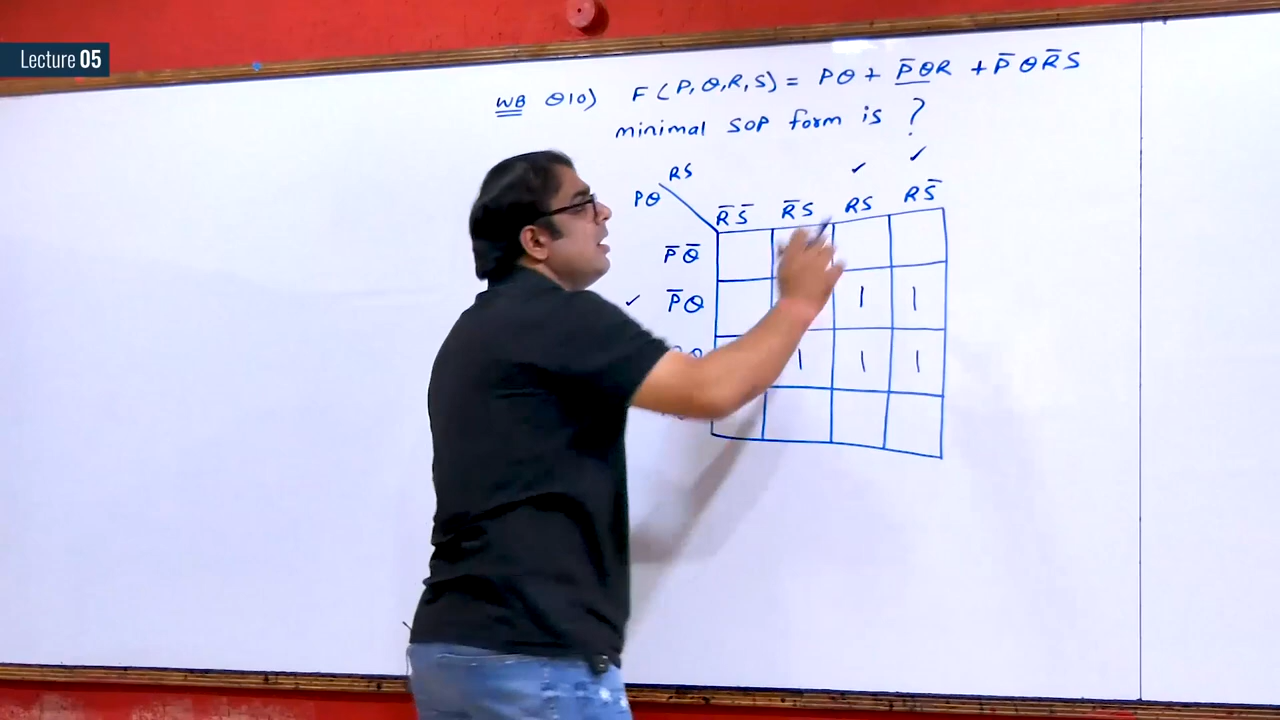 Lecture 05
WB Q10) F(P,Q,R,S) = PQ + P̅QR + P̅QR̅S
minimal SOP form is ?
✓ ✓
RS
PQ
R̅S̅ R̅S RS RS̅
P̅Q̅
✓ P̅Q 1 1
1 1 1